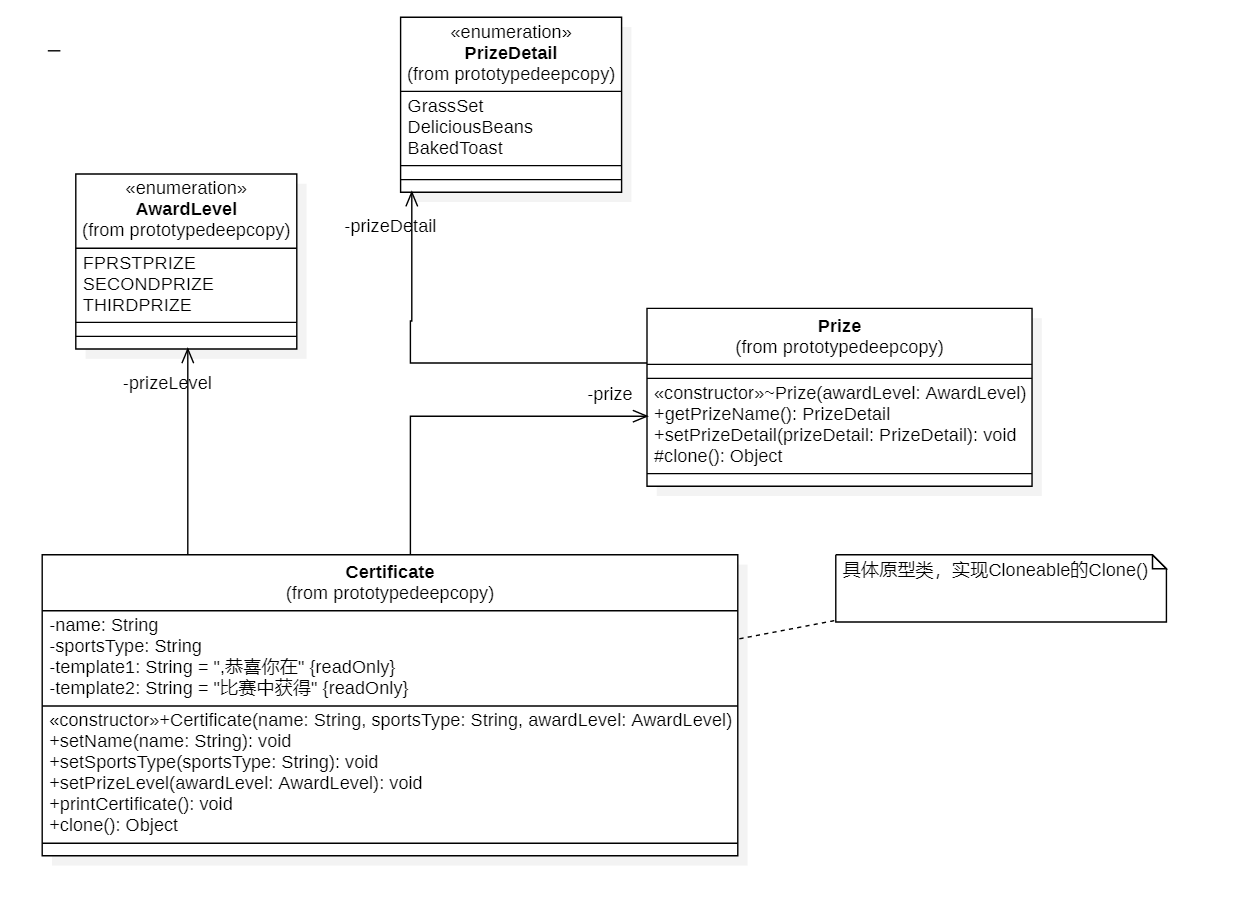 «enumeration»
PrizeDetail
(from prototypedeepcopy)
GrassSet
DeliciousBeans
BakedToast
«enumeration»
AwardLevel
(from prototypedeepcopy)
FPRSTPRIZE
SECONDPRIZE
THIRDPRIZE
-prizeDetail
-prizeLevel
Prize
(from prototypedeepcopy)
«constructor»~Prize(awardLevel: AwardLevel)
+getPrizeName(): PrizeDetail
+setPrizeDetail(prizeDetail: PrizeDetail): void
#clone(): Object
-prize
Certificate
(from prototypedeepcopy)
-name: String
-sportsType: String
-template1: String = ",恭喜你在" {readOnly}
-template2: String = "比赛中获得" {readOnly}
«constructor»+Certificate(name: String, sportsType: String, awardLevel: AwardLevel)
+setName(name: String): void
+setSportsType(sportsType: String): void
+setPrizeLevel(awardLevel: AwardLevel): void
+printCertificate(): void
+clone(): Object
具体原型类，实现Cloneable的Clone()